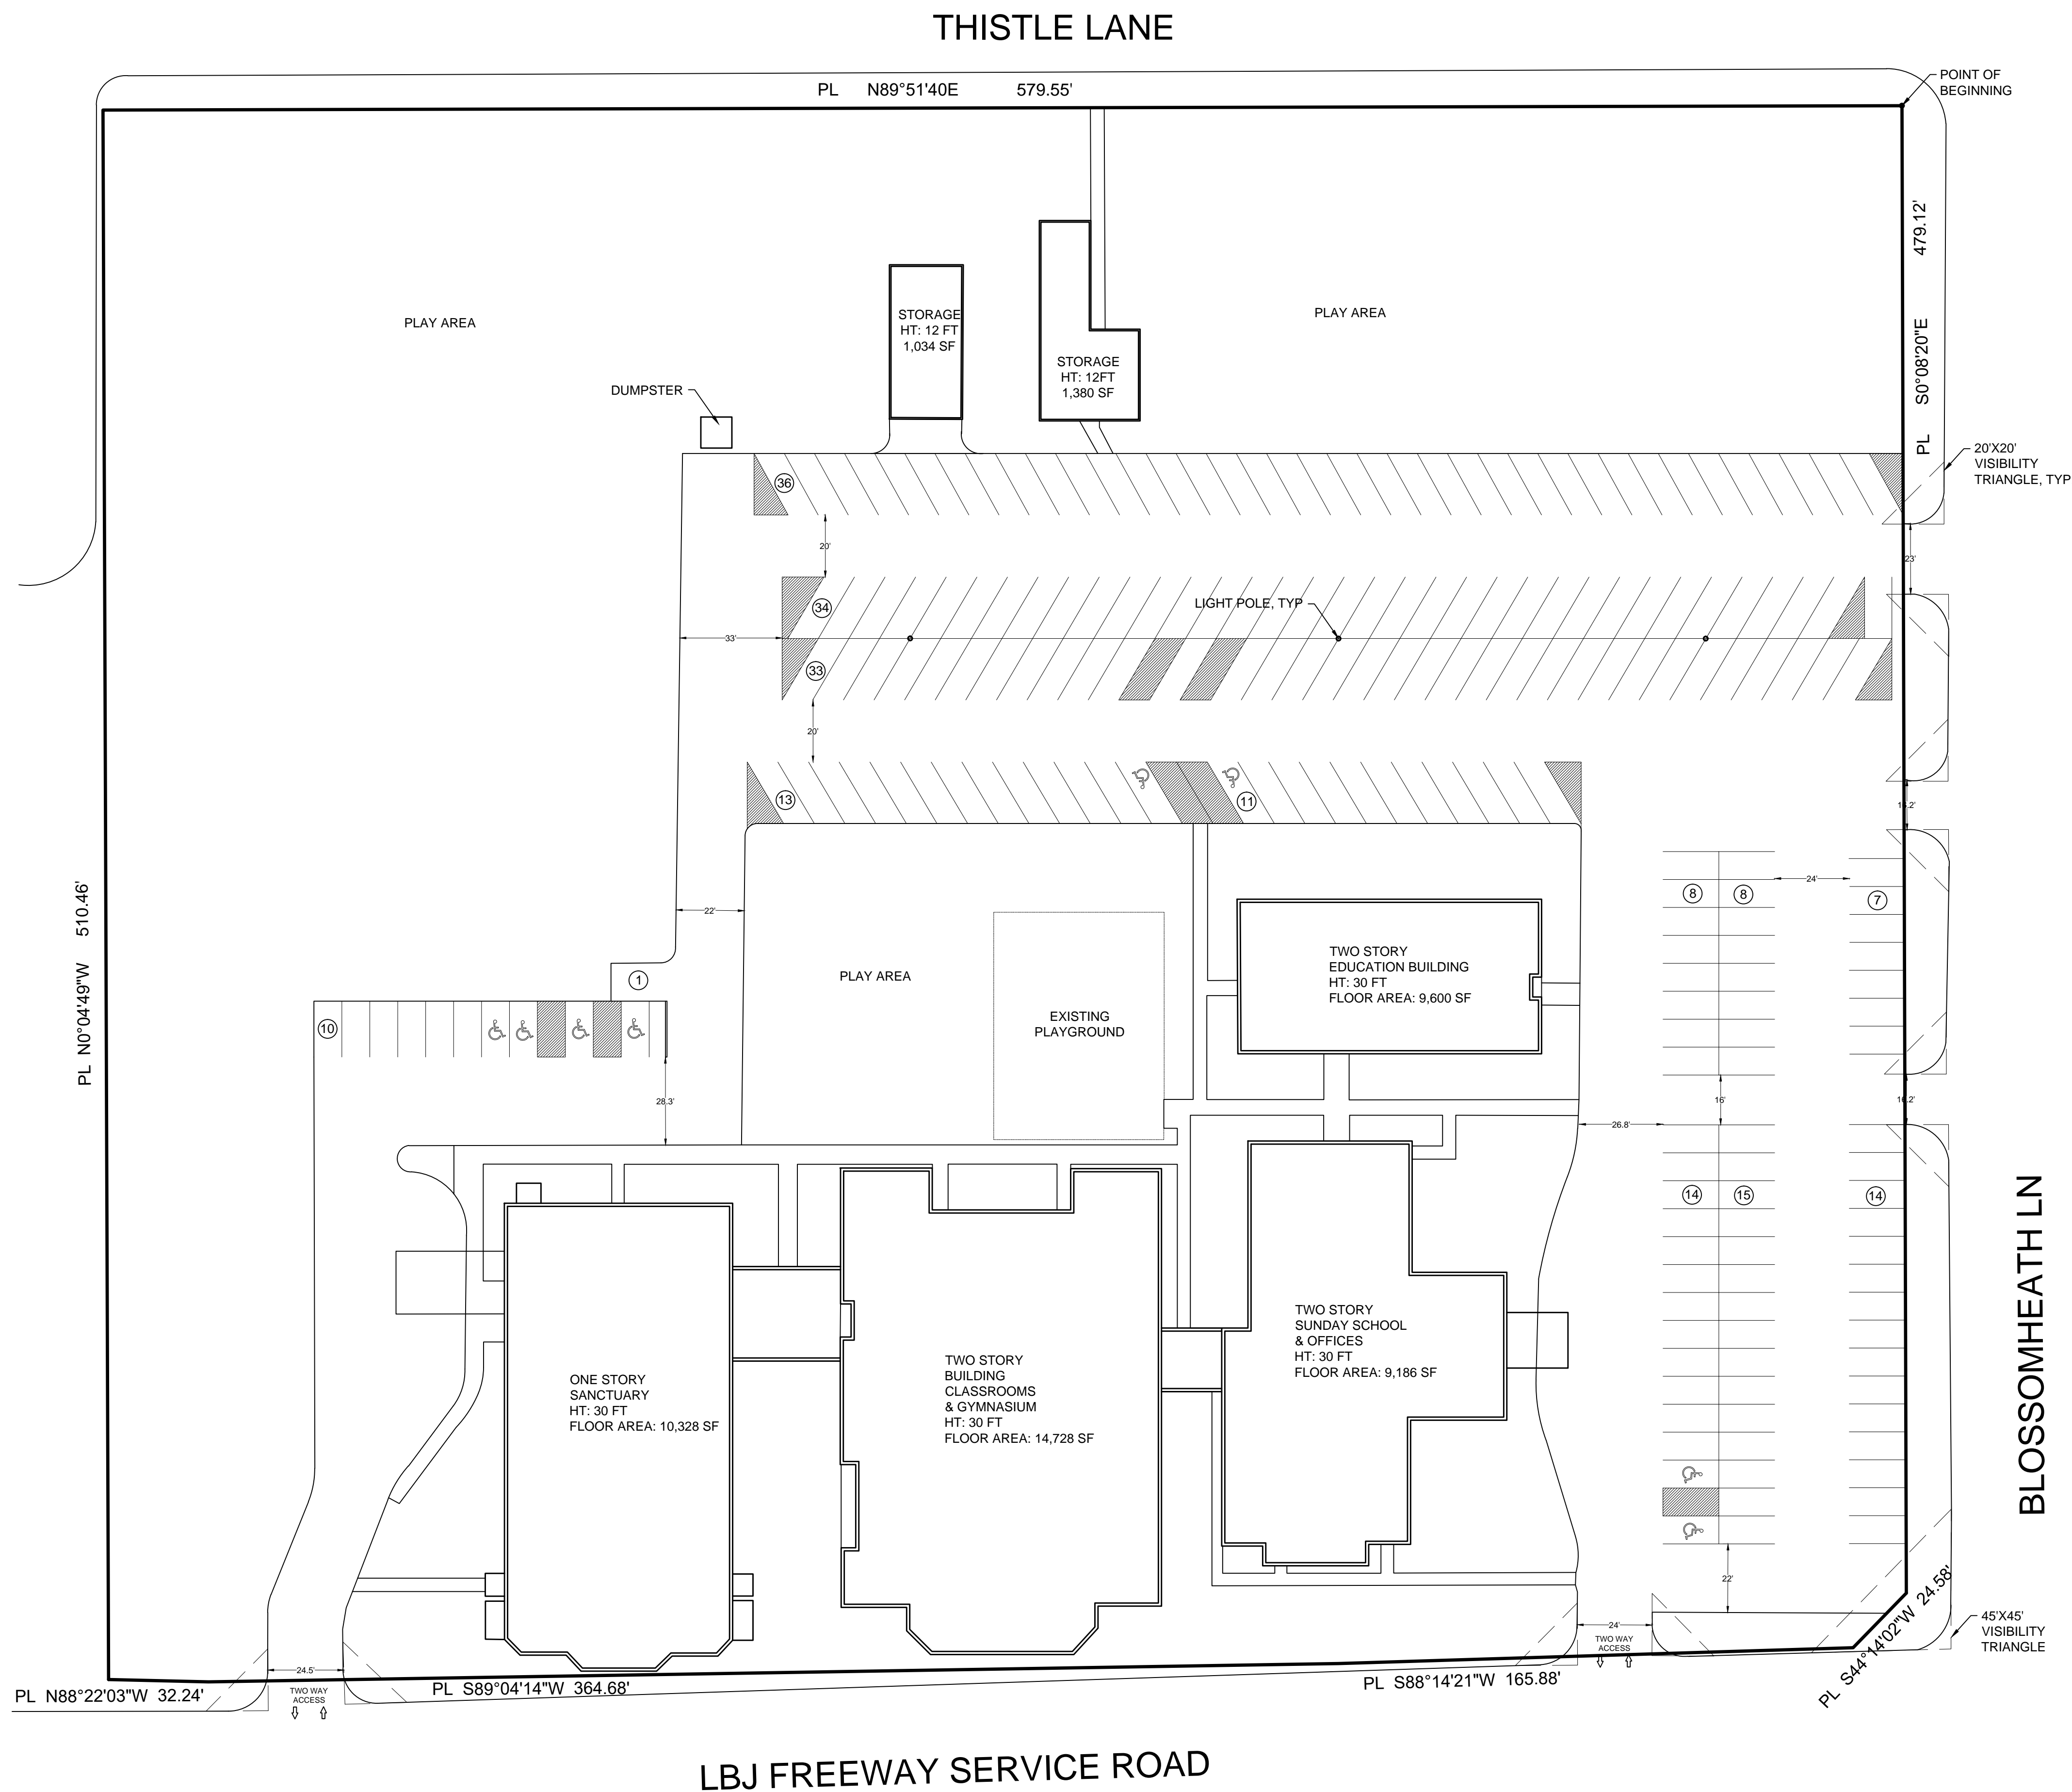 THISTLE LANE
PL N89°51'40E 579.55'
POINT OF
BEGINNING
PL S0°08'20"E 479.12'
PLAY AREA
STORAGE
HT: 12 FT
1,034 SF
STORAGE
HT: 12FT
1,380 SF
PLAY AREA
DUMPSTER
20'X20'
VISIBILITY
TRIANGLE, TYP
36
20'
23'
34
LIGHT POLE, TYP
33'
33
20'
13
11
8
8
24'
7
PL N0°04'49"W 510.46'
22'
PLAY AREA
TWO STORY
EDUCATION BUILDING
HT: 30 FT
FLOOR AREA: 9,600 SF
1
10
EXISTING
PLAYGROUND
28.3'
16'
16.2'
26.8'
14
15
14
BLOSSOMHEATH LN
ONE STORY
SANCTUARY
HT: 30 FT
FLOOR AREA: 10,328 SF
TWO STORY
BUILDING
CLASSROOMS
& GYMNASIUM
HT: 30 FT
FLOOR AREA: 14,728 SF
TWO STORY
SUNDAY SCHOOL
& OFFICES
HT: 30 FT
FLOOR AREA: 9,186 SF
22'
24'
TWO WAY
ACCESS
45'X45'
VISIBILITY
TRIANGLE
24.5'
TWO WAY
ACCESS
PL N88°22'03"W 32.24'
PL S89°04'14"W 364.68'
PL S88°14'21"W 165.88'
PL S44°14'02"W 24.58'
LBJ FREEWAY SERVICE ROAD